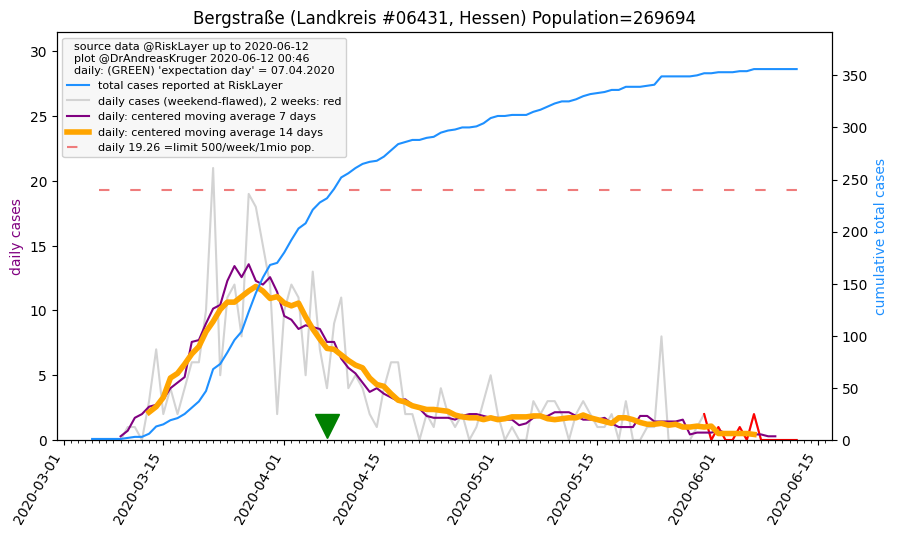 Bergstraße (Landkreis #06431, Hessen) Population=269694
source data @RiskLayer up to 2020-06-12
plot @DrAndreasKruger 2020-06-12 00:46
daily: (GREEN) 'expectation day' = 07.04.2020
total cases reported at RiskLayer
daily cases (weekend-flawed), 2 weeks: red
daily: centered moving average 7 days
daily: centered moving average 14 days
daily 19.26 =limit 500/week/1mio pop.
daily cases
30
25
20
15
10
5
0
350
300
250
200
150
100
50
0
cumulative total cases
2020-03-01
2020-03-15
2020-04-01
2020-04-15
2020-05-01
2020-05-15
2020-06-01
2020-06-15